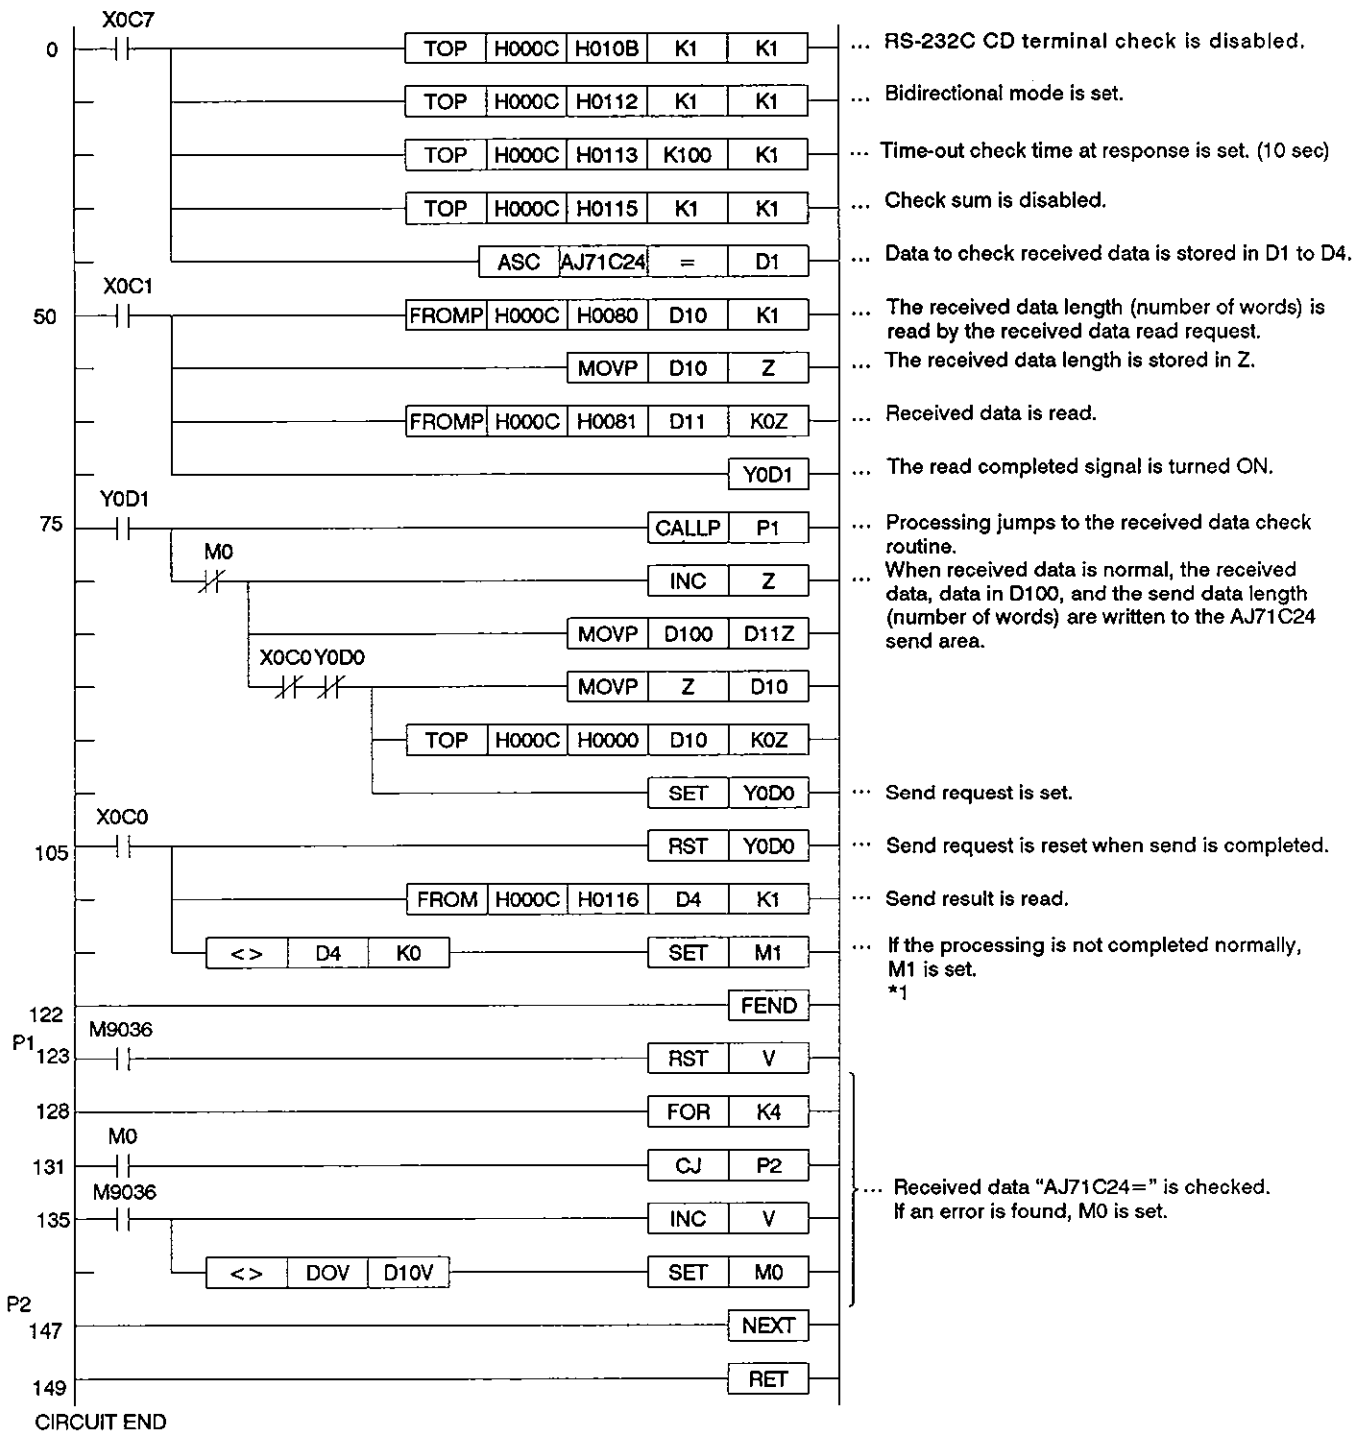 X0C7
0 TOP H000C H010B K1 K1 ... RS-232C CD terminal check is disabled.
TOP H000C H0112 K1 K1 ... Bidirectional mode is set.
TOP H000C H0113 K100 K1 ... Time-out check time at response is set. (10 sec)
TOP H000C H0115 K1 K1 ... Check sum is disabled.
ASC AJ71C24 = D1 ... Data to check received data is stored in D1 to D4.
X0C1
50 FROMP H000C H0080 D10 K1 ... The received data length (number of words) is
read by the received data read request.
MOVP D10 Z ... The received data length is stored in Z.
FROMP H000C H0081 D11 K0Z ... Received data is read.
Y0D1 ... The read completed signal is turned ON.
Y0D1
75 CALLP P1 ... Processing jumps to the received data check
routine.
M0
INC Z ... When received data is normal, the received
data, data in D100, and the send data length
(number of words) are written to the AJ71C24
send area.
MOVP D100 D11Z
X0C0 Y0D0
MOVP Z D10
TOP H000C H0000 D10 K0Z
SET Y0D0 ... Send request is set.
X0C0
105 RST Y0D0 ... Send request is reset when send is completed.
FROM H000C H0116 D4 K1 ... Send result is read.
<> D4 K0 SET M1 ... If the processing is not completed normally,
M1 is set.
*1
122 FEND
M9036
P1 123 RST V
128 FOR K4
M0
131 CJ P2
... Received data "AJ71C24=" is checked.
If an error is found, M0 is set.
M9036
135 INC V
<> DOV D10V SET M0
P2
147 NEXT
149 RET
CIRCUIT END